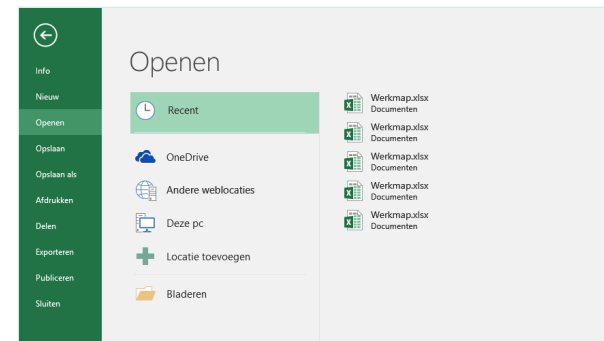 Info
Nieuw
Openen
Opslaan
Opslaan als
Afdrukken
Delen
Exporteren
Publiceren
Sluiten
Openen
Recent
OneDrive
Andere weblocaties
Deze pc
Locatie toevoegen
Bladeren
Werkmap.xlsx
Documenten
Werkmap.xlsx
Documenten
Werkmap.xlsx
Documenten
Werkmap.xlsx
Documenten
Werkmap.xlsx
Documenten